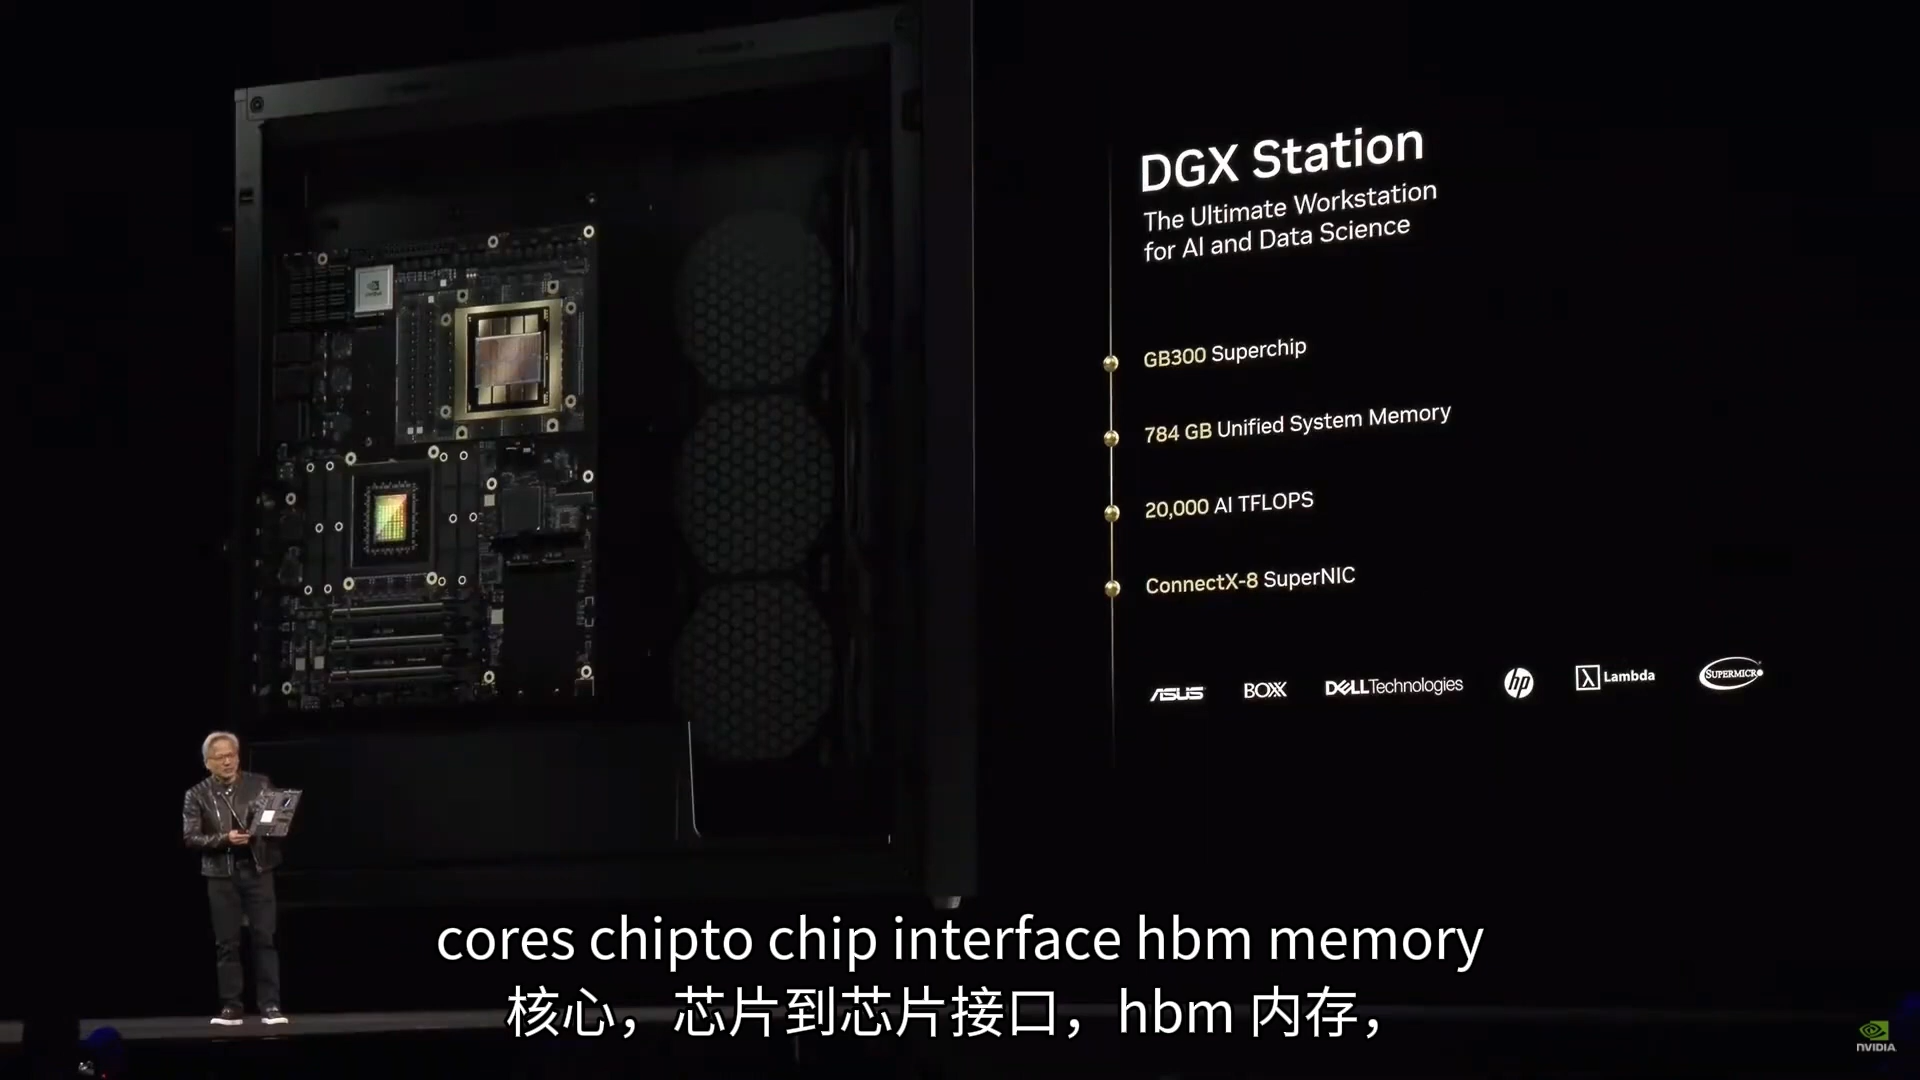 DGX Station
The Ultimate Workstation
for AI and Data Science
GB300 Superchip
784 GB Unified System Memory
20,000 AI TFLOPS
ConnectX-8 SuperNIC
ASUS BOXX DELLTechnologies hp Lambda SUPERMICRO
cores chipto chip interface hbm memory
核心，芯片到芯片接口，hbm 内存，
NVIDIA